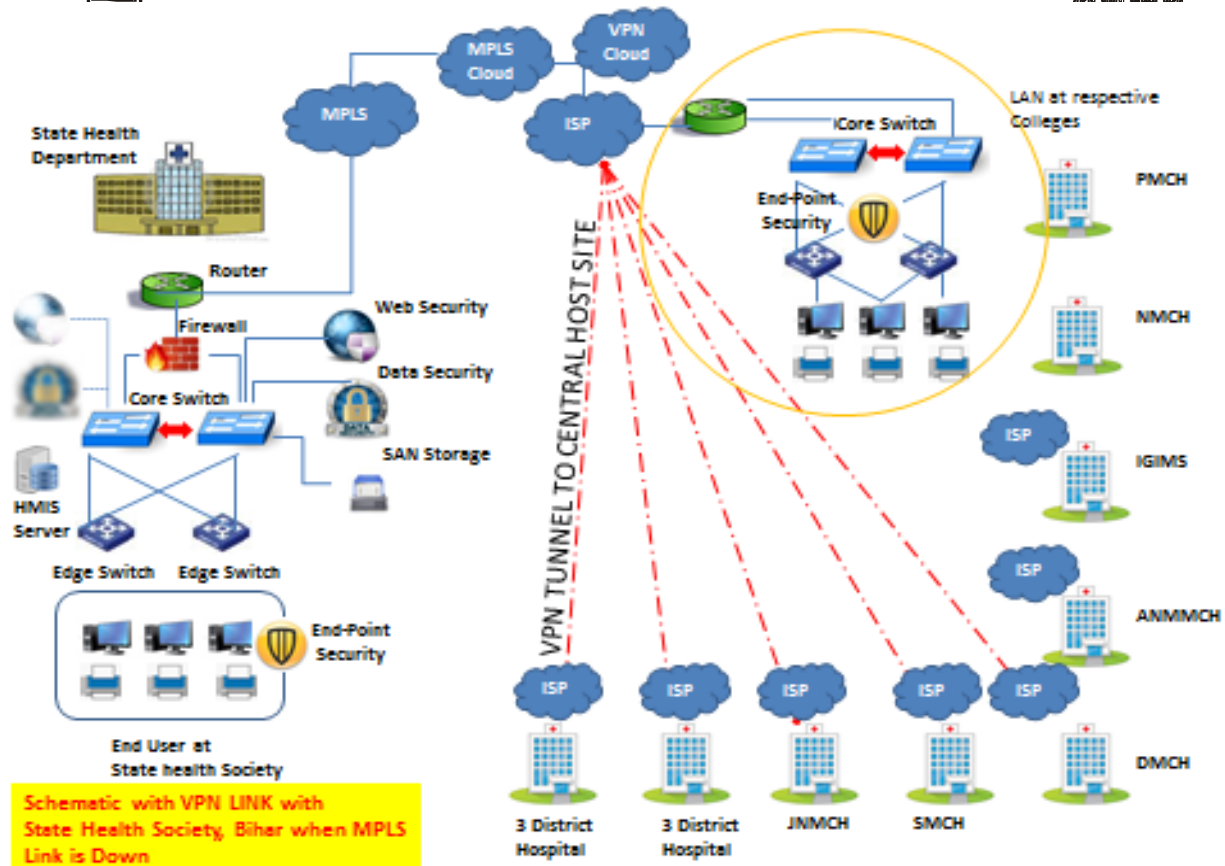 VPN
Cloud
MPLS
Cloud
MPLS
ISP
State Health
Department
Router
Firewall
Web Security
Data Security
Core Switch
SAN Storage
HMIS
Server
Edge Switch
Edge Switch
End-Point
Security
End User at
State health Society
Schematic with VPN LINK with
State Health Society, Bihar when MPLS
Link is Down
VPN TUNNEL TO CENTRAL HOST SITE
Core Switch
End-Point
Security
LAN at respective
Colleges
PMCH
NMCH
ISP
IGIMS
ISP
ANMMCH
ISP
ISP
ISP
ISP
ISP
DMCH
3 District
Hospital
3 District
Hospital
JNMCH
SMCH